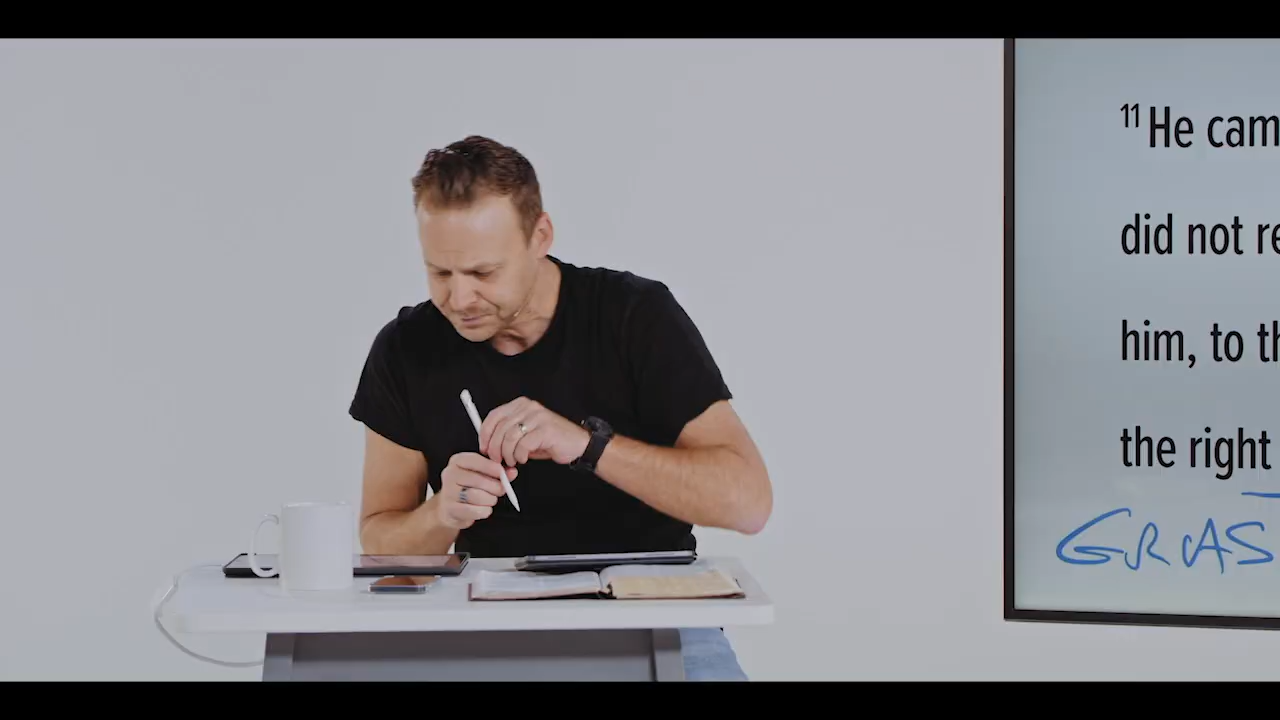 ¹¹ He cam
did not re
him, to th
the right
GRAS